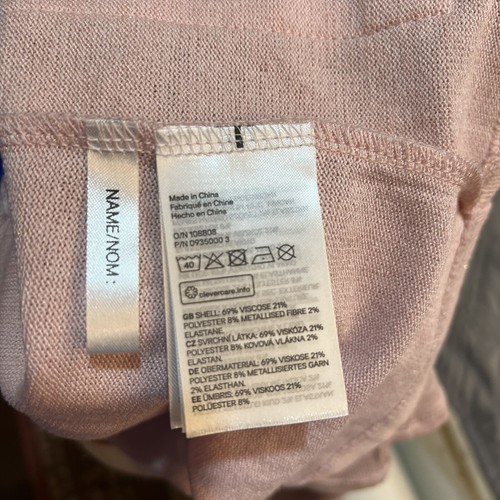 NAME/NOM:
Made in China
Fabriqué en Chine
Hecho en China
O/N 108808
P/N 0935000 3
40
clevercare.info
GB SHELL: 69% VISCOSE 21%
POLYESTER 8% METALLISED FIBRE 2%
ELASTANE.
CZ SVRCHNÍ LÁTKA: 69% VISKÓZA 21%
POLYESTER 8% KOVOVÁ VLÁKNA 2%
ELASTAN.
DE OBERMATERIAL: 69% VISKOSE 21%
POLYESTER 8% METALLISIERTES GARN
2% ELASTHAN.
EE ÜMBRIS: 69% VISKOOS 21%
POLÜESTER 8%